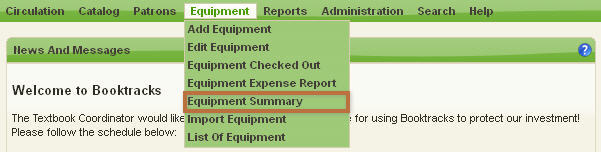 Circulation Catalog Patrons Equipment Reports Administration Search Help
Add Equipment
Edit Equipment
Equipment Checked Out
Equipment Expense Report
Equipment Summary
Import Equipment
List Of Equipment
News And Messages ?
Welcome to Booktracks
The Textbook Coordinator would like for using Booktracks to protect our investment!
Please follow the schedule below: